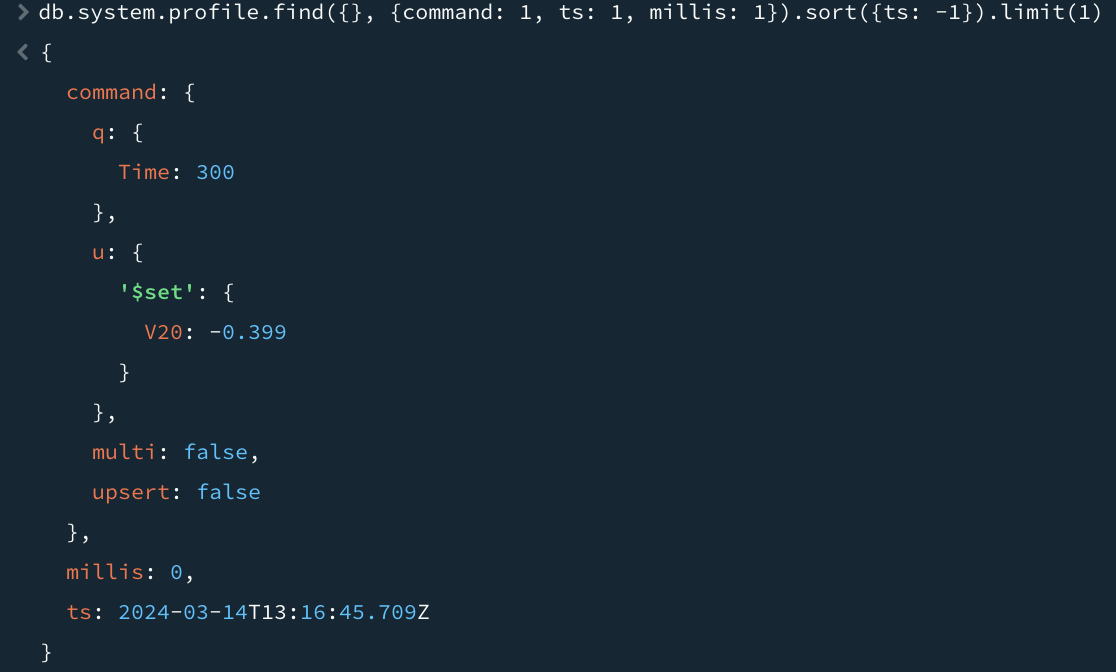 > db.system.profile.find({}, {command: 1, ts: 1, millis: 1}).sort({ts: -1}).limit(1)
< {
command: {
q: {
Time: 300
},
u: {
'$set': {
V20: -0.399
}
},
multi: false,
upsert: false
},
millis: 0,
ts: 2024-03-14T13:16:45.709Z
}